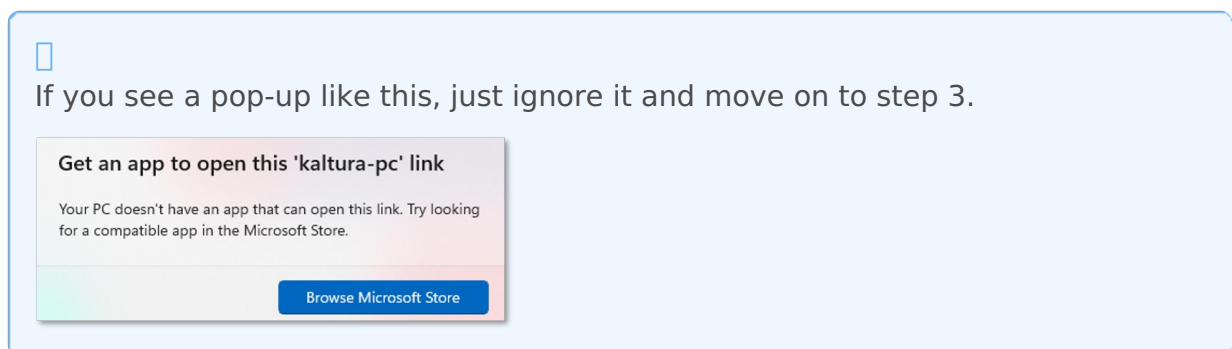 If you see a pop-up like this, just ignore it and move on to step 3.
Get an app to open this 'kaltura-pc' link
Your PC doesn't have an app that can open this link. Try looking
for a compatible app in the Microsoft Store.
Browse Microsoft Store